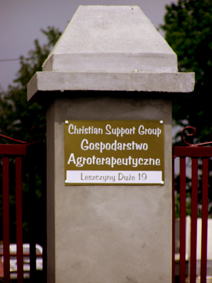 Christian Support Group
Gospodarstwo
Agroterapeutyczne
Leszczyny Duże 19